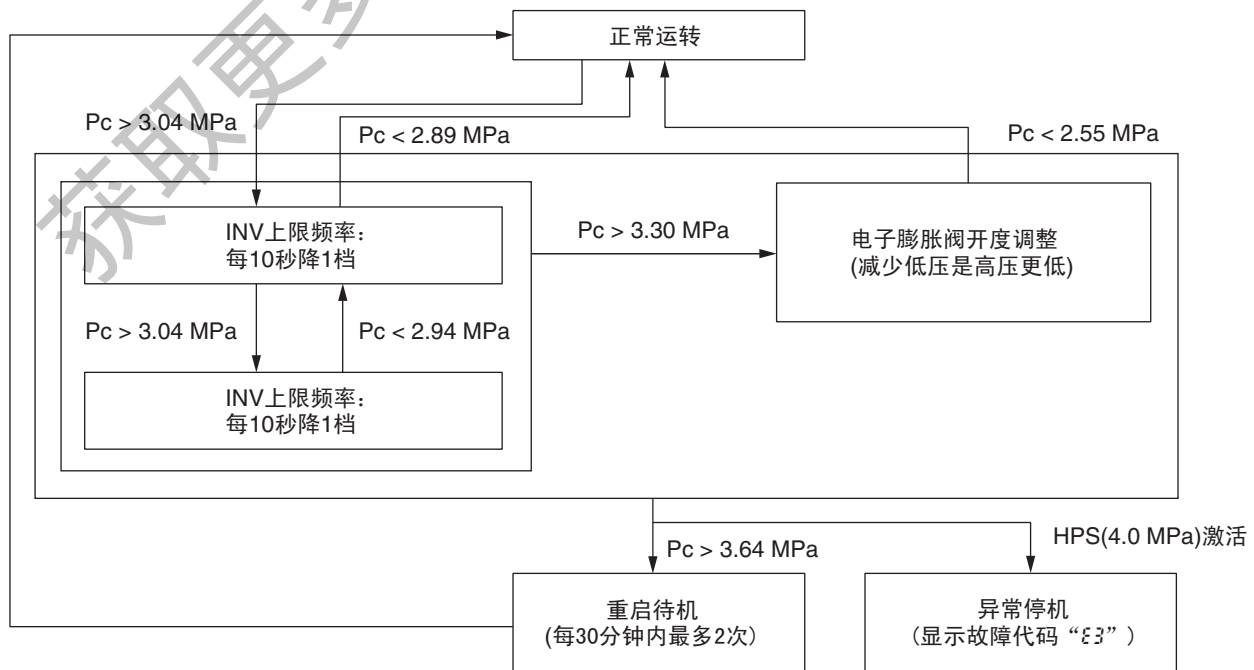 获取更多
正常运转
Pc > 3.04 MPa
Pc < 2.89 MPa
Pc < 2.55 MPa
INV上限频率：
每10秒降1档
Pc > 3.30 MPa
电子膨胀阀开度调整
(减少低压是高压更低)
Pc > 3.04 MPa
Pc < 2.94 MPa
INV上限频率：
每10秒降1档
Pc > 3.64 MPa
HPS(4.0 MPa)激活
重启待机
(每30分钟内最多2次)
异常停机
(显示故障代码“E3”)